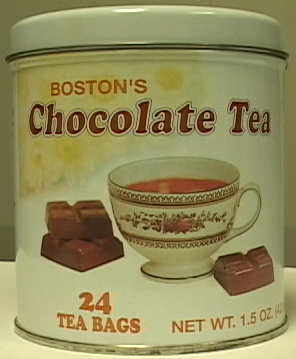 BOSTON'S
Chocolate Tea
24
TEA BAGS
NET WT. 1.5 OZ.